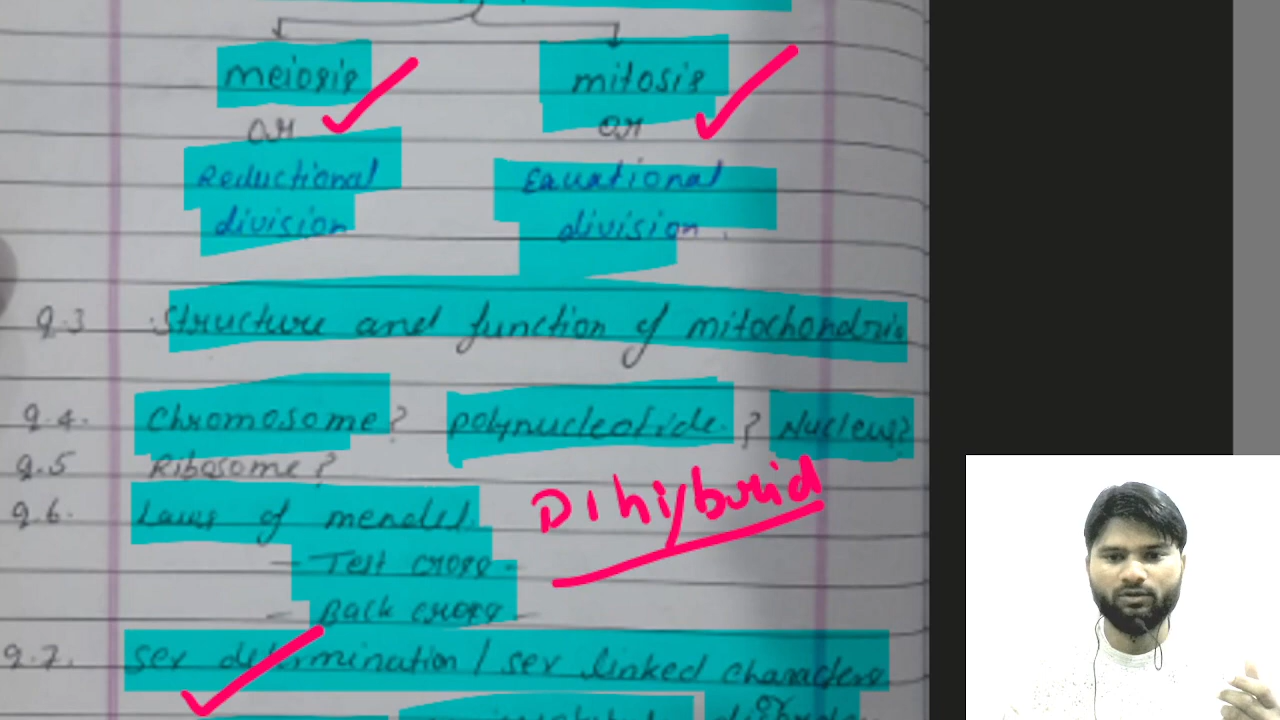 meiosis mitosis
or or
Reductional Equational
division division.
Q.3 Structure and function of mitochondria
Q.4. Chromosome? polynucleotide? Nucleus?
Q.5 Ribosome?
Dihybrid
Q.6. Laws of mendel
- Test cross -
- Back cross -
Q.7. Sex determination / sex linked characters
or